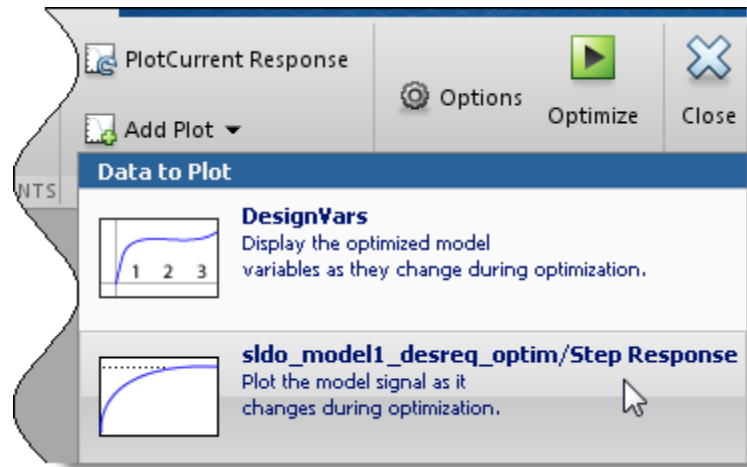 PlotCurrent Response
Options
Optimize
Close
Add Plot
NTS
Data to Plot
DesignVars
Display the optimized model
variables as they change during optimization.
1 2 3
sldo_model1_desreq_optim/Step Response
Plot the model signal as it
changes during optimization.